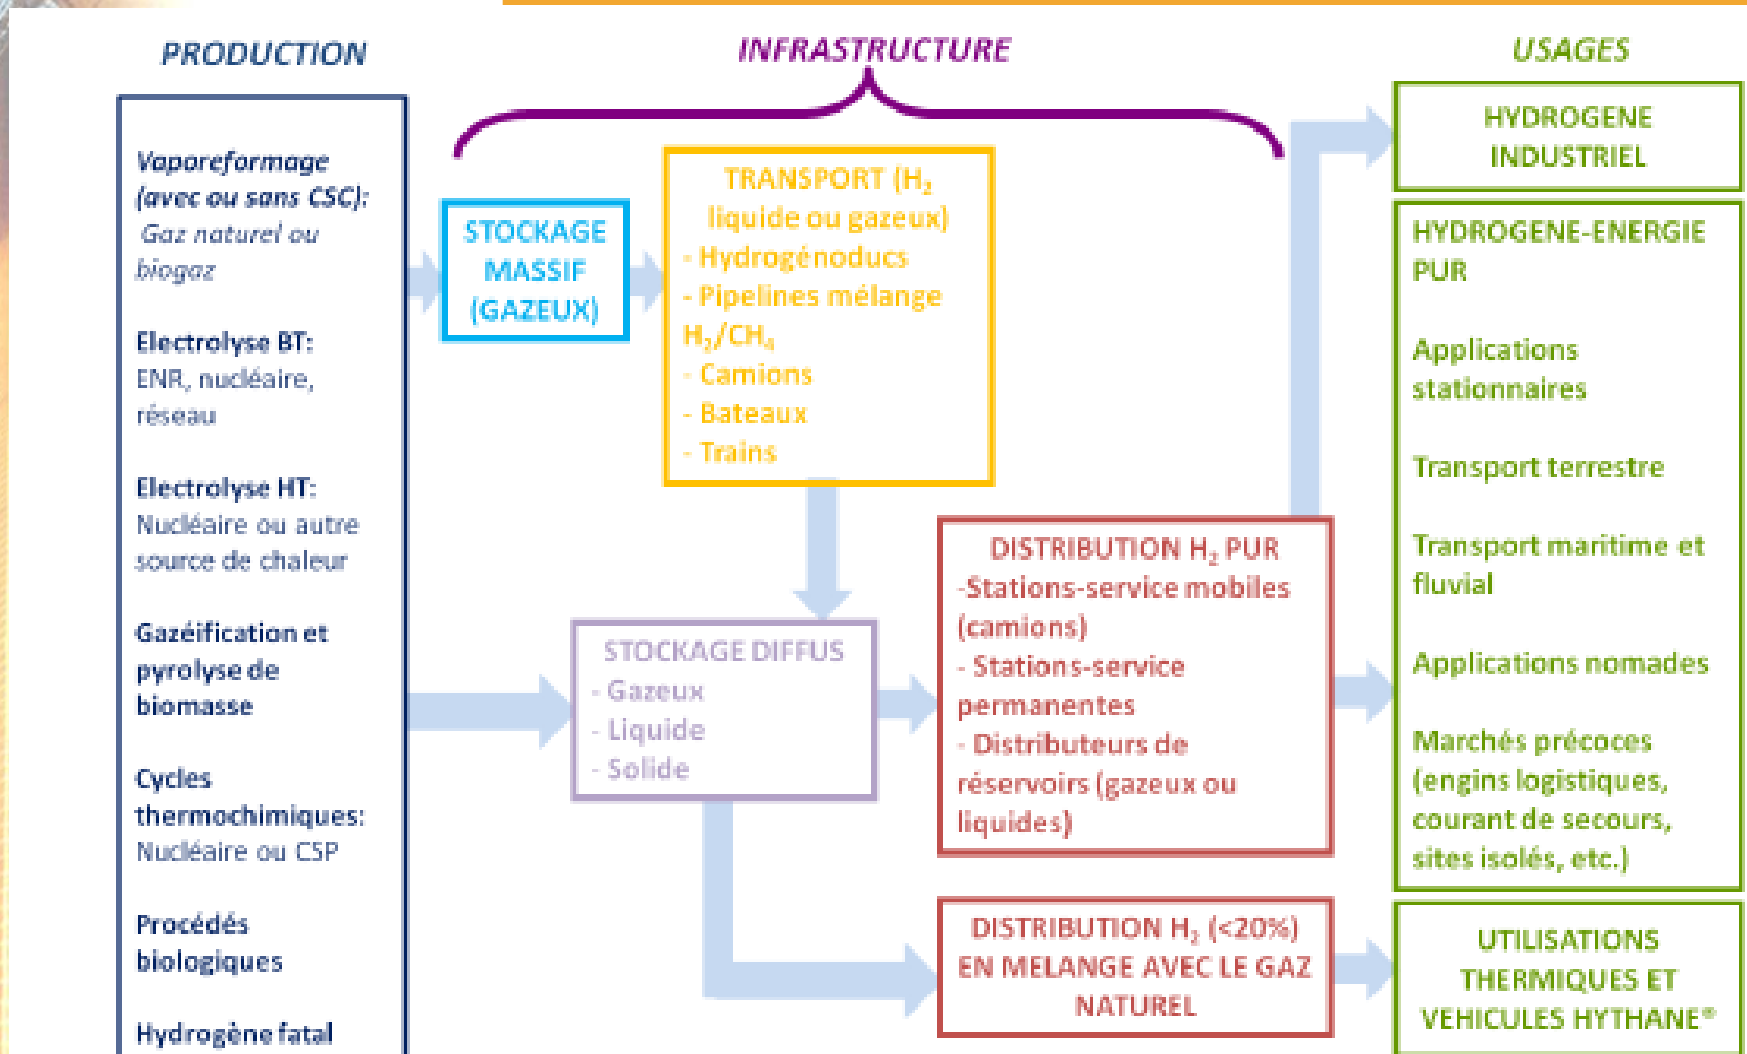 PRODUCTION
Vaporeformage
(avec ou sans CSC):
Gaz naturel ou
biogaz
Electrolyse BT:
ENR, nucléaire,
réseau
Electrolyse HT:
Nucléaire ou autre
source de chaleur
Gazéification et
pyrolyse de
biomasse
Cycles
thermochimiques:
Nucléaire ou CSP
Procédés
biologiques
Hydrogène fatal
INFRASTRUCTURE
STOCKAGE
MASSIF
(GAZEUX)
TRANSPORT (H₂
liquide ou gazeux)
- Hydrogénoducs
- Pipelines mélange
H₂/CH₄
- Camions
- Bateaux
- Trains
STOCKAGE DIFFUS
- Gazeux
- Liquide
- Solide
DISTRIBUTION H₂ PUR
-Stations-service mobiles
(camions)
- Stations-service
permanentes
- Distributeurs de
réservoirs (gazeux ou
liquides)
DISTRIBUTION H₂ (<20%)
EN MELANGE AVEC LE GAZ
NATUREL
USAGES
HYDROGENE
INDUSTRIEL
HYDROGENE-ENERGIE
PUR
Applications
stationnaires
Transport terrestre
Transport maritime et
fluvial
Applications nomades
Marchés précoces
(engins logistiques,
courant de secours,
sites isolés, etc.)
UTILISATIONS
THERMIQUES ET
VEHICULES HYTHANE®